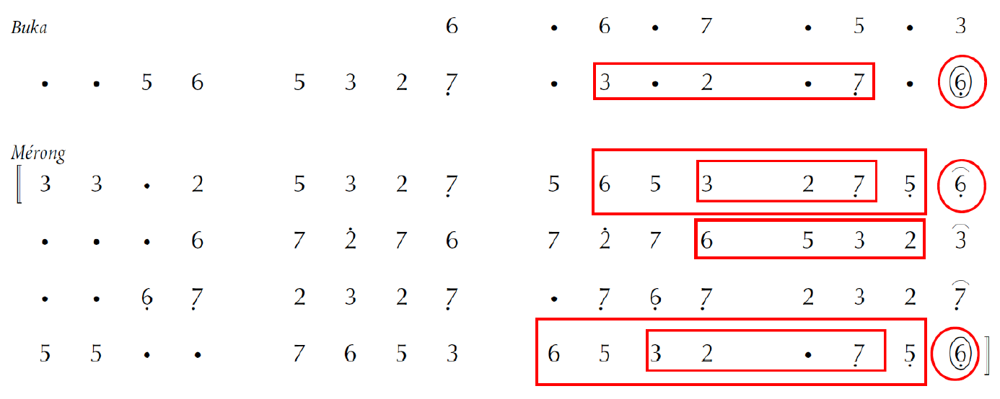 Buka 6 • 6 • 7 • 5 • 3
• • 5 6 5 3 2 7̣ • 3 • 2 • 7̣ • 6̣
Mérong
3 3 • 2 5 3 2 7̣ 5 6 5 3 2 7̣ 5̣ 6̣
• • • 6 7 2̇ 7 6 7 2̇ 7 6 5 3 2 3
• • 6̣ 7̣ 2 3 2 7̣ • 7̣ 6̣ 7̣ 2 3 2 7̣
5 5 • • 7 6 5 3 6 5 3 2 • 7̣ 5̣ 6̣